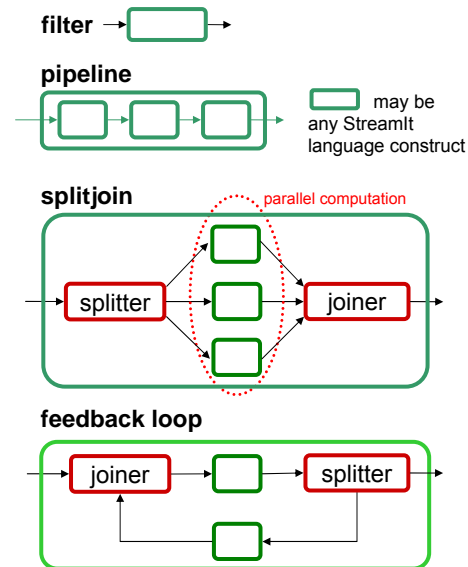 filter
pipeline
may be
any StreamIt
language construct
splitjoin
parallel computation
splitter
joiner
feedback loop
joiner
splitter